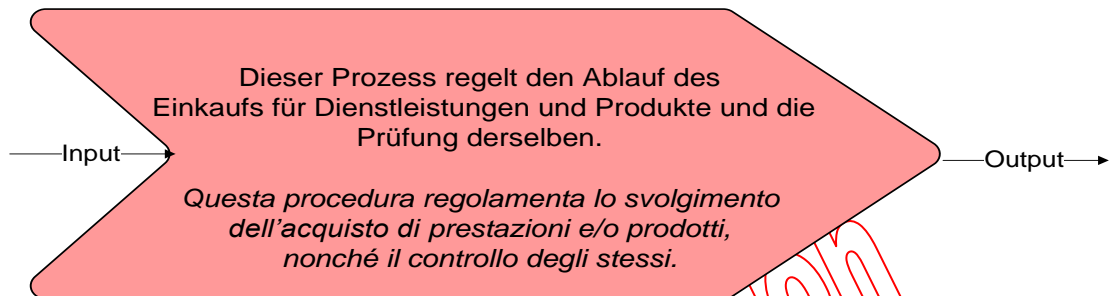 Dieser Prozess regelt den Ablauf des
Einkaufs für Dienstleistungen und Produkte und die
Prüfung derselben.
Input
Output
Questa procedura regolamenta lo svolgimento
dell’acquisto di prestazioni e/o prodotti,
nonché il controllo degli stessi.